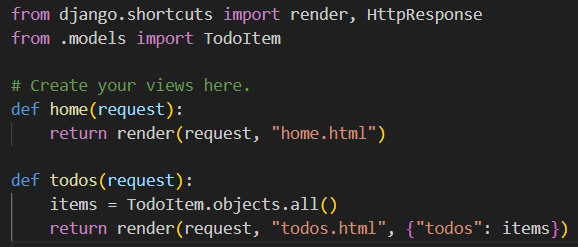 from django.shortcuts import render, HttpResponse
from .models import TodoItem

# Create your views here.
def home(request):
    return render(request, "home.html")

def todos(request):
    items = TodoItem.objects.all()
    return render(request, "todos.html", {"todos": items})